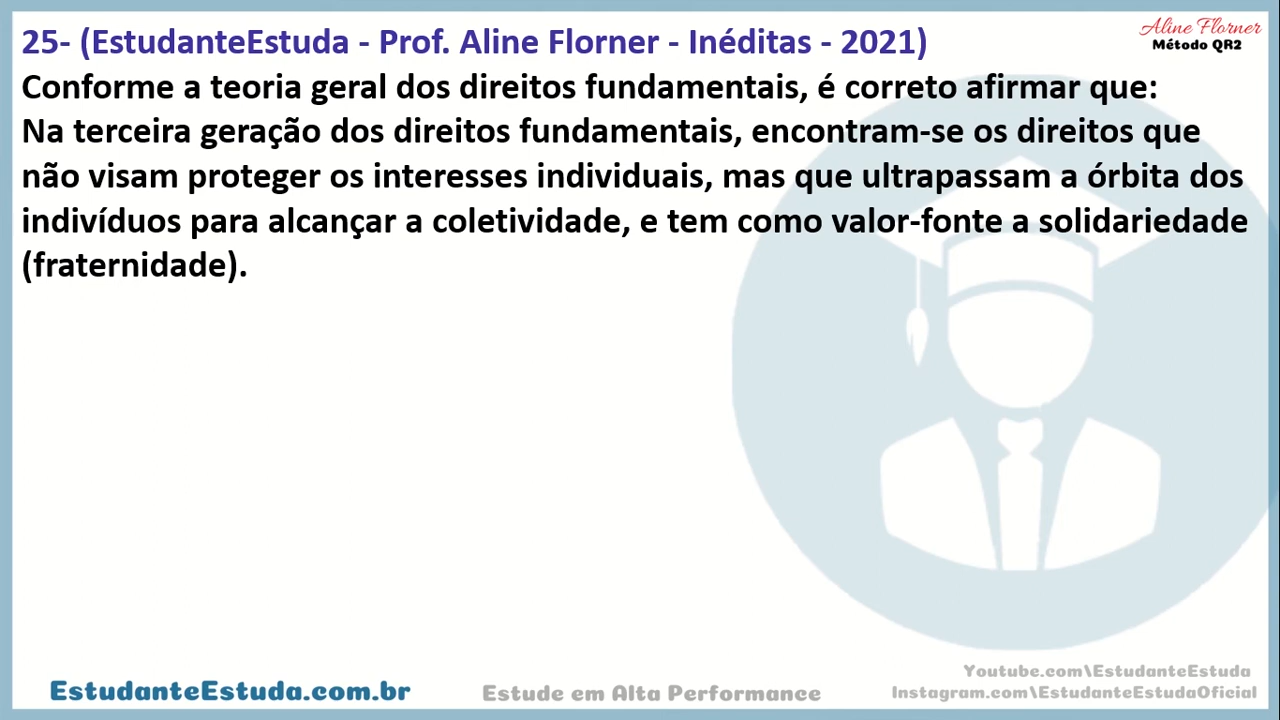 25- (EstudanteEstuda - Prof. Aline Florner - Inéditas - 2021)
Aline Florner
Método QR2
Conforme a teoria geral dos direitos fundamentais, é correto afirmar que:
Na terceira geração dos direitos fundamentais, encontram-se os direitos que
não visam proteger os interesses individuais, mas que ultrapassam a órbita dos
indivíduos para alcançar a coletividade, e tem como valor-fonte a solidariedade
(fraternidade).
EstudanteEstuda.com.br
Estude em Alta Performance
Youtube.com\EstudanteEstuda
Instagram.com\EstudanteEstudaOficial